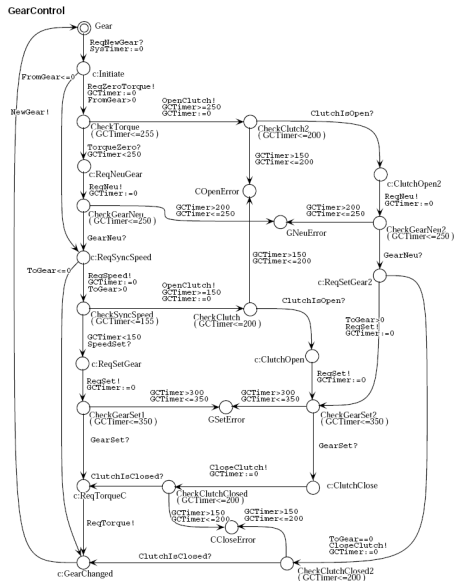 GearControl
Gear
ReqNewGear?
SysTimer:=0
FromGear<=0
c:Initiate
NewGear!
ReqZeroTorque!
GCTimer:=0
FromGear>0
OpenClutch!
GCTimer>=250
GCTimer:=0
ClutchIsOpen?
CheckTorque
(GCTimer<=255)
CheckClutch2
(GCTimer<=200)
TorqueZero?
GCTimer<250
GCTimer>150
GCTimer<=200
c:ReqNeuGear
c:ClutchOpen2
ReqNeu!
GCTimer:=0
COpenError
ReqNeu!
GCTimer:=0
GCTimer>200
GCTimer<=250
GCTimer>200
GCTimer<=250
CheckGearNeu
(GCTimer<=250)
GNeuError
CheckGearNeu2
(GCTimer<=250)
GearNeu?
GearNeu?
c:ReqSyncSpeed
GCTimer>150
GCTimer<=200
ToGear<=0
ReqSpeed!
GCTimer:=0
ToGear>0
c:ReqSetGear2
OpenClutch!
GCTimer>=150
GCTimer:=0
ClutchIsOpen?
CheckSyncSpeed
(GCTimer<=155)
CheckClutch
(GCTimer<=200)
ToGear>0
ReqSet!
GCTimer:=0
GCTimer<150
SpeedSet?
c:ReqSetGear
c:ClutchOpen
ReqSet!
GCTimer:=0
ReqSet!
GCTimer:=0
GCTimer>300
GCTimer<=350
GCTimer>300
GCTimer<=350
CheckGearSet1
(GCTimer<=350)
GSetError
CheckGearSet2
(GCTimer<=350)
GearSet?
GearSet?
CloseClutch!
GCTimer:=0
ClutchIsClosed?
c:ReqTorqueC
CheckClutchClosed
(GCTimer<=200)
c:ClutchClose
GCTimer>150
GCTimer<=200
GCTimer>150
GCTimer<=200
ReqTorque!
CCloseError
ToGear==0
CloseClutch!
GCTimer:=0
ClutchIsClosed?
c:GearChanged
CheckClutchClosed2
(GCTimer<=200)